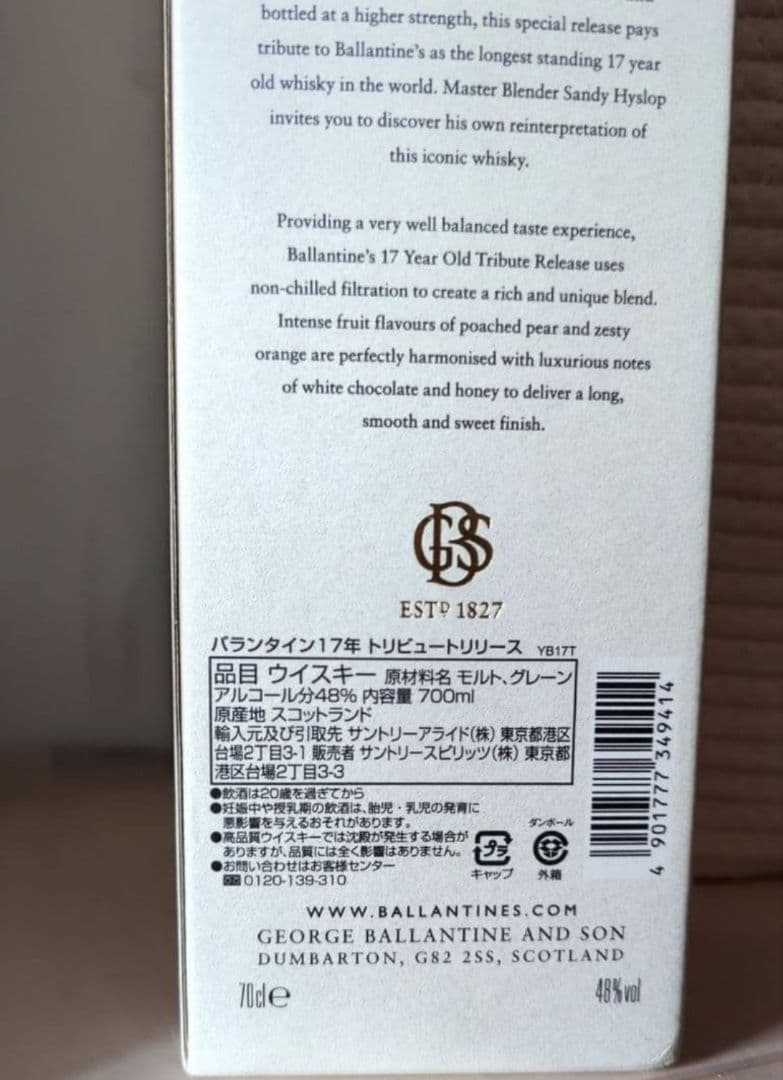 bottled at a higher strength, this special release pays
tribute to Ballantine's as the longest standing 17 year
old whisky in the world. Master Blender Sandy Hyslop
invites you to discover his own reinterpretation of
this iconic whisky.
Providing a very well balanced taste experience,
Ballantine's 17 Year Old Tribute Release uses
non-chilled filtration to create a rich and unique blend.
Intense fruit flavours of poached pear and zesty
orange are perfectly harmonised with luxurious notes
of white chocolate and honey to deliver a long,
smooth and sweet finish.
GBS
ESTD 1827
バランタイン17年 トリビュートリリース YB17T
品目 ウイスキー 原材料名 モルト、グレーン
アルコール分48% 内容量 700ml
原産地 スコットランド
輸入元及び引取先 サントリーアライド(株) 東京都港区
台場2丁目3-1 販売者 サントリースピリッツ(株) 東京都
港区台場2丁目3-3
●飲酒は20歳を過ぎてから
●妊娠中や授乳期の飲酒は、胎児・乳児の発育に
悪影響を与えるおそれがあります。
●高品質ウイスキーでは沈殿が発生する場合が
ありますが、品質には全く影響はありません。
●お問い合わせはお客様センター
0120-139-310
プラ
キャップ
ダンボール
外箱
4 901777 349414
WWW.BALLANTINES.COM
GEORGE BALLANTINE AND SON
DUMBARTON, G82 2SS, SCOTLAND
70cl e
48%vol